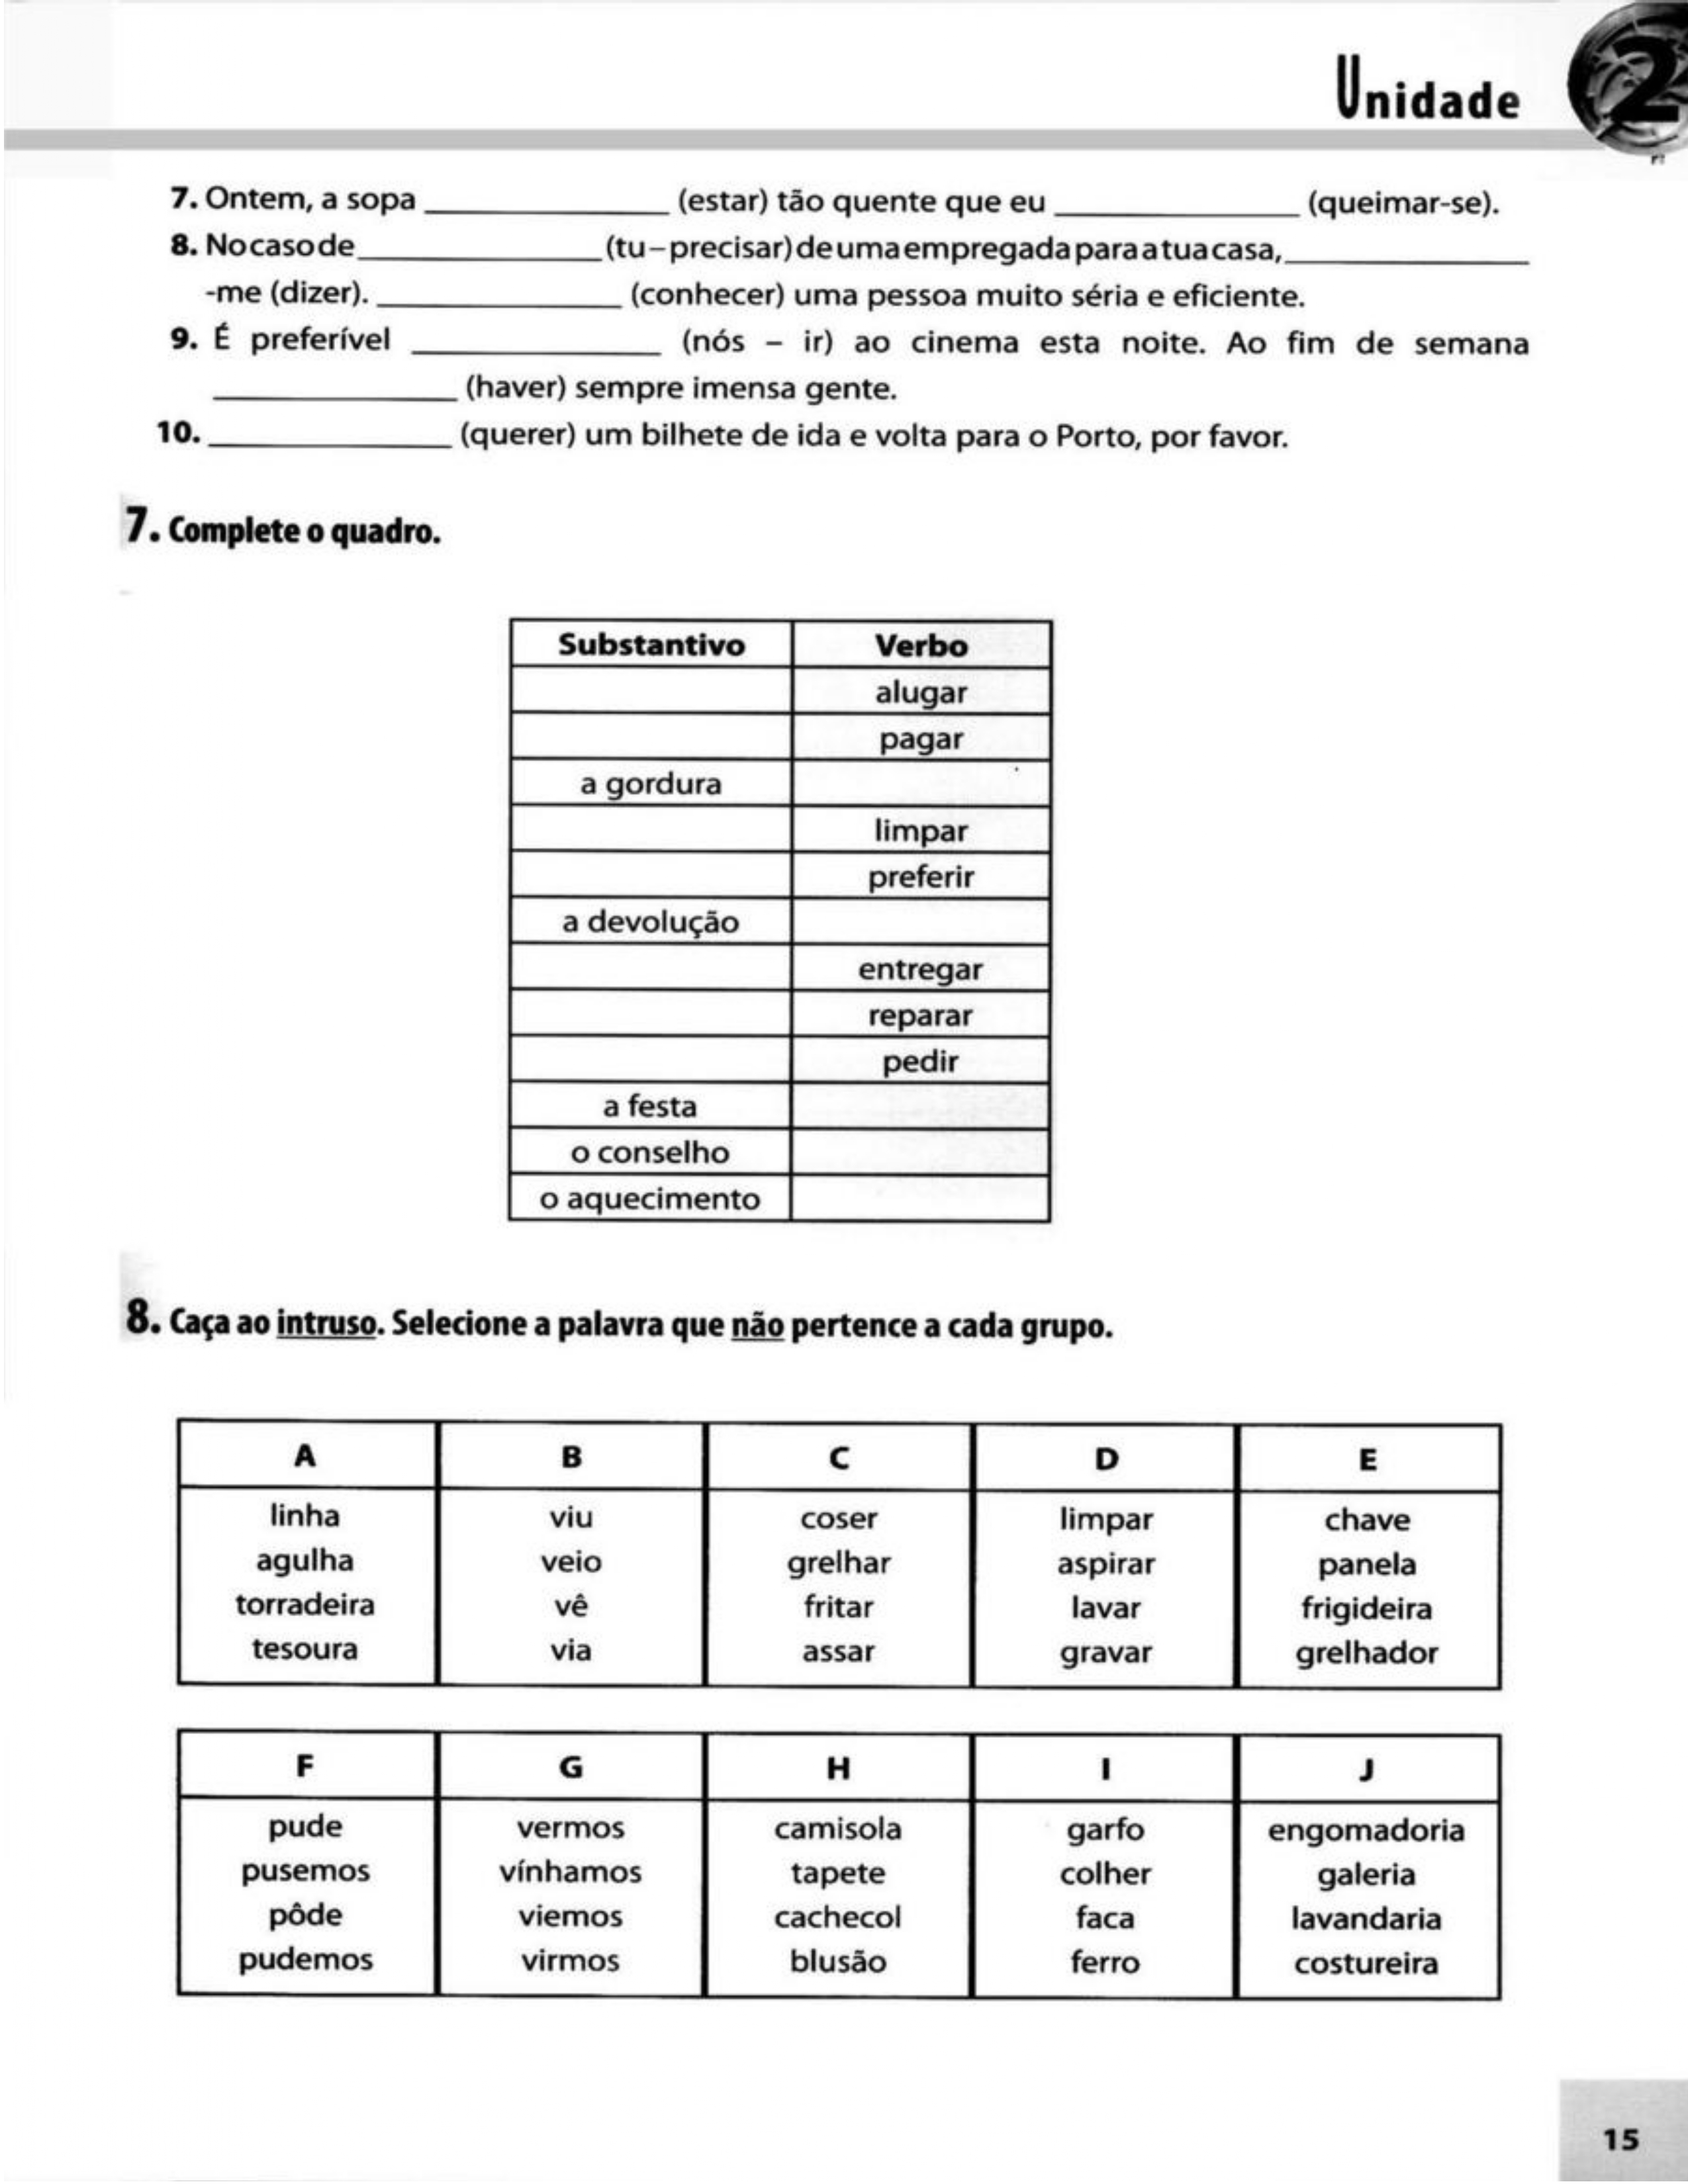 Unidade 2
7. Ontem, a sopa ______________ (estar) tão quente que eu ______________ (queimar-se).
8. No caso de ______________ (tu – precisar) de uma empregada para a tua casa, ______________
-me (dizer). ______________ (conhecer) uma pessoa muito séria e eficiente.
9. É preferível ______________ (nós – ir) ao cinema esta noite. Ao fim de semana
______________ (haver) sempre imensa gente.
10. ______________ (querer) um bilhete de ida e volta para o Porto, por favor.
7. Complete o quadro.
Substantivo Verbo
alugar
pagar
a gordura
limpar
preferir
a devolução
entregar
reparar
pedir
a festa
o conselho
o aquecimento
8. Caça ao intruso. Selecione a palavra que não pertence a cada grupo.
A B C D E
linha viu coser limpar chave
agulha veio grelhar aspirar panela
torradeira vê fritar lavar frigideira
tesoura via assar gravar grelhador
F G H I J
pude vermos camisola garfo engomadoria
pusemos vínhamos tapete colher galeria
pôde viemos cachecol faca lavandaria
pudemos virmos blusão ferro costureira
15